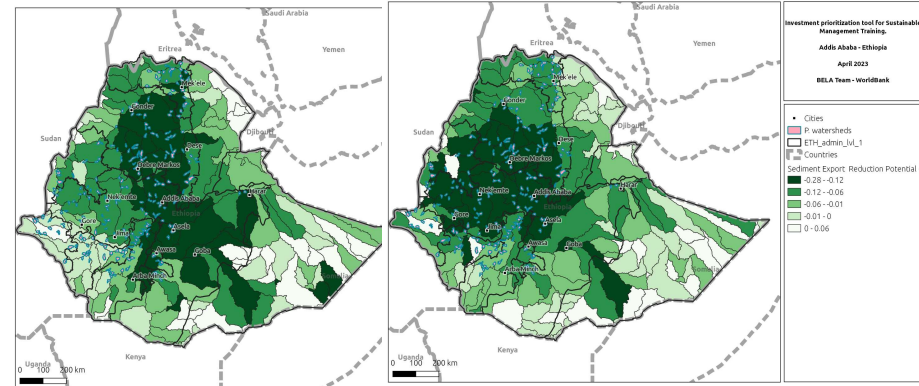 Saudi Arabia
Eritrea
Yemen
Mek'ele
Gonder
Sudan
Djibouti
Dese
Debre Markos
Nek'emte
Addis Ababa
Harar
Ethiopia
Gore
Jima
Asela
Awasa
Goba
Arba Minch
Somalia
Kenya
Uganda
0 100 200 km
Saudi Arabia
Eritrea
Yemen
Mek'ele
Gonder
Sudan
Djibouti
Dese
Debre Markos
Nek'emte
Addis Ababa
Harar
Ethiopia
Gore
Jima
Asela
Awasa
Goba
Arba Minch
Somalia
Kenya
Uganda
0 100 200 km
Investment prioritization tool for Sustainable
Management Training.
Addis Ababa - Ethiopia
April 2023
BELA Team - WorldBank
Cities
P. watersheds
ETH_admin_lvl_1
Countries
Sediment Export Reduction Potential
-0.28 - -0.12
-0.12 - -0.06
-0.06 - -0.01
-0.01 - 0
0 - 0.06